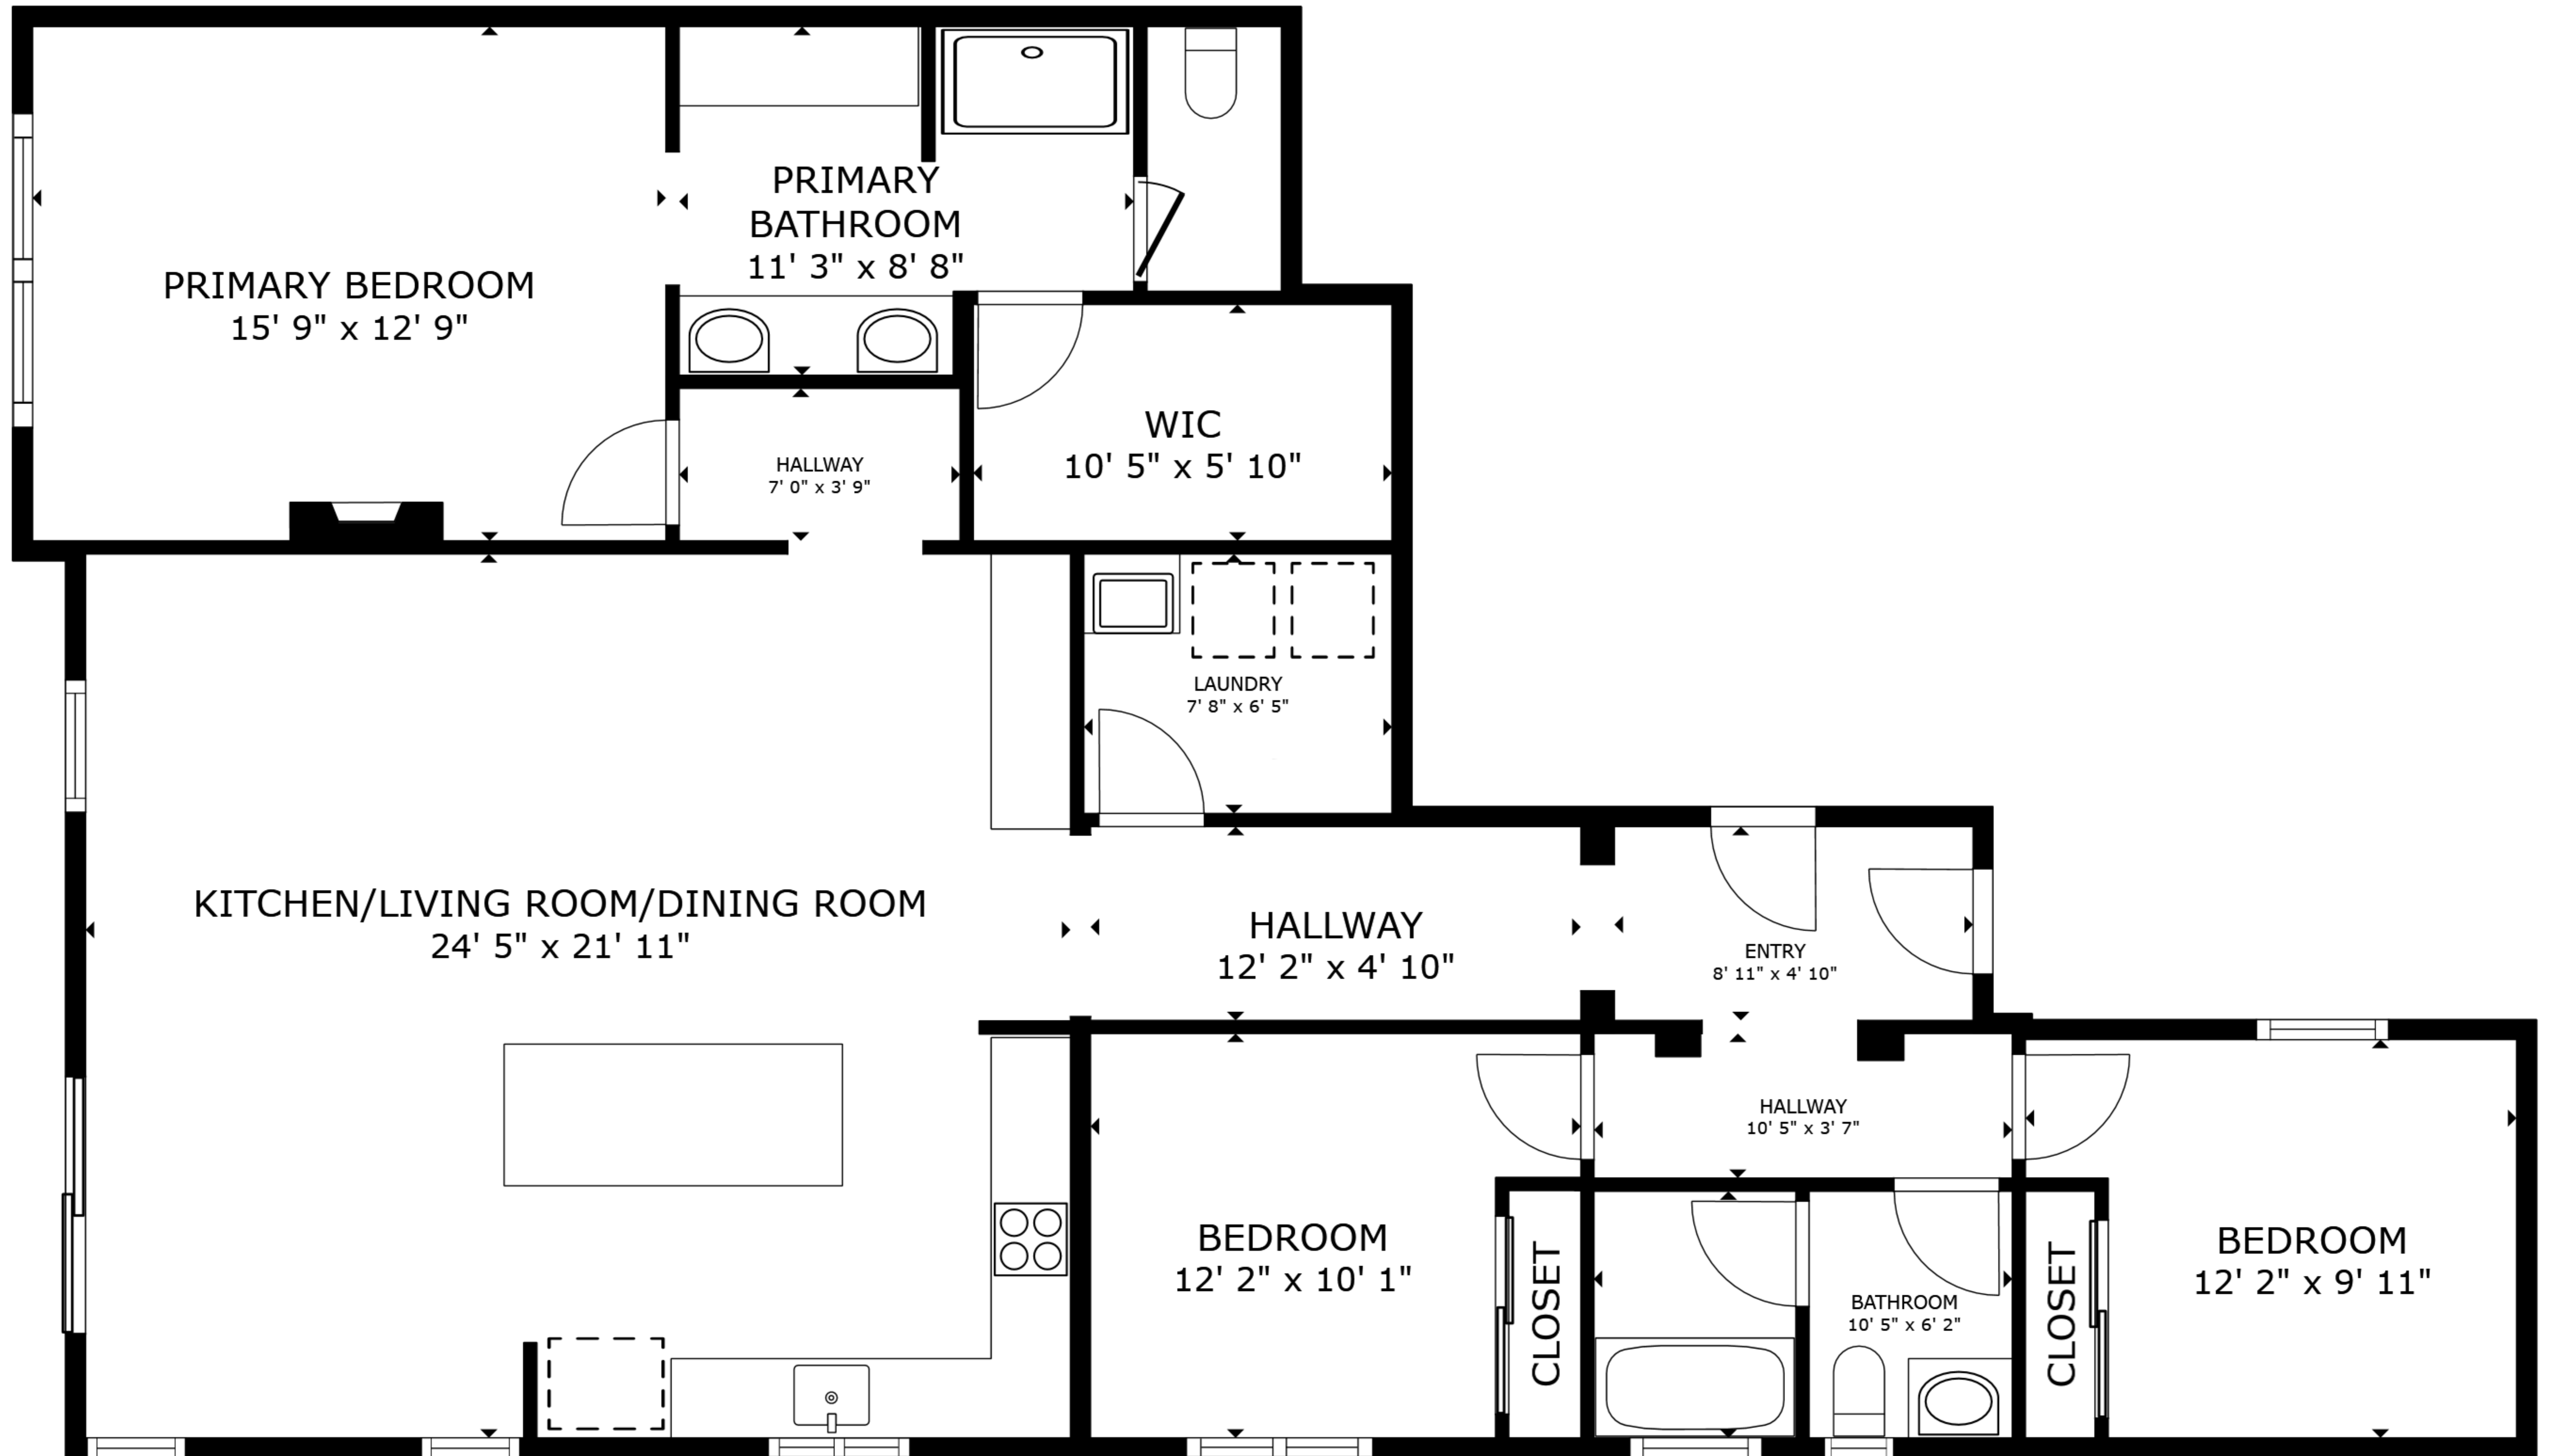 PRIMARY
BATHROOM
11' 3" x 8' 8"
PRIMARY BEDROOM
15' 9" x 12' 9"
HALLWAY
7' 0" x 3' 9"
WIC
10' 5" x 5' 10"
LAUNDRY
7' 8" x 6' 5"
KITCHEN/LIVING ROOM/DINING ROOM
24' 5" x 21' 11"
HALLWAY
12' 2" x 4' 10"
ENTRY
8' 11" x 4' 10"
HALLWAY
10' 5" x 3' 7"
BEDROOM
12' 2" x 10' 1"
CLOSET
BATHROOM
10' 5" x 6' 2"
CLOSET
BEDROOM
12' 2" x 9' 11"